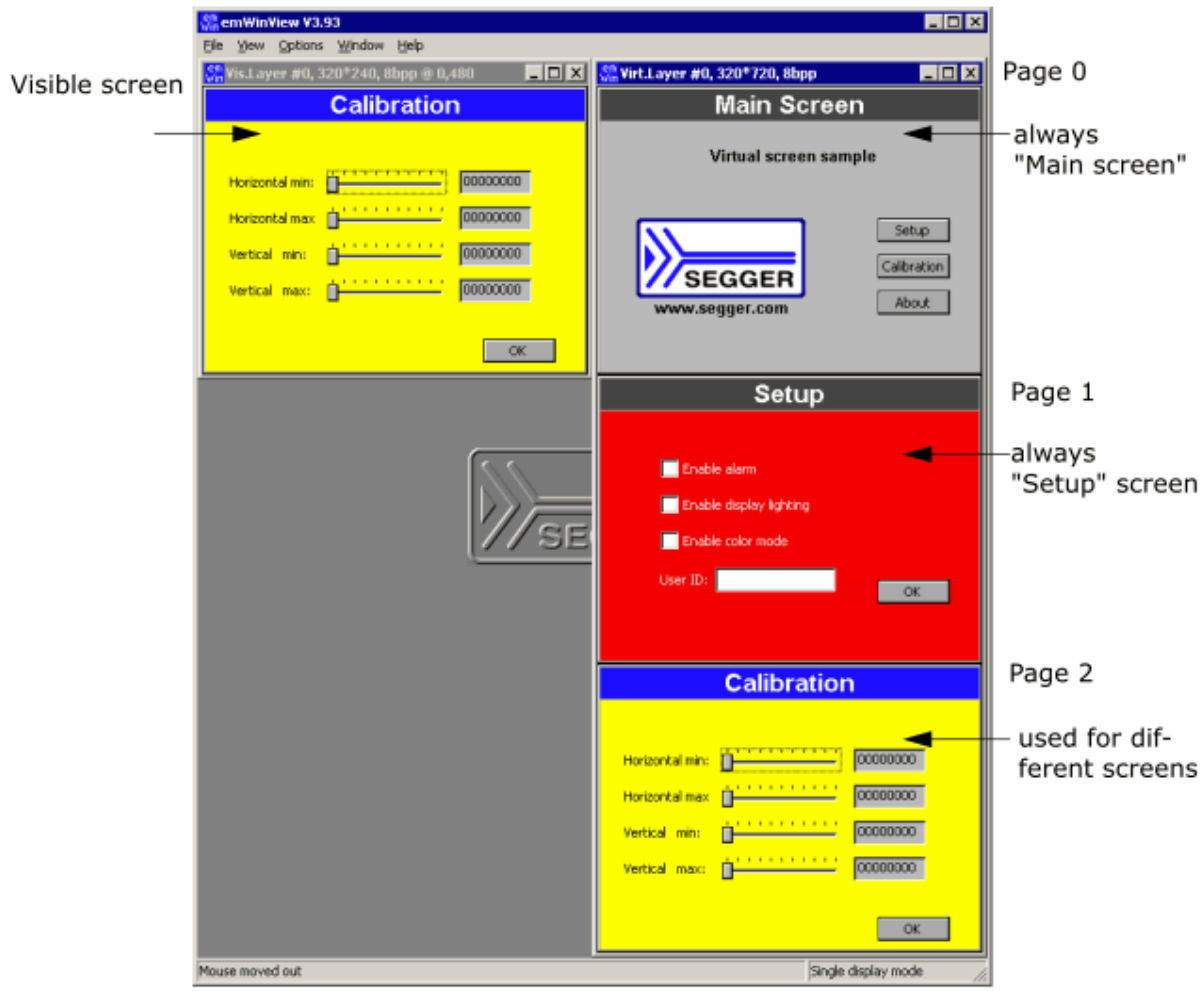 emWinView V3.93
File View Options Window Help
Visible screen
Vis.Layer #0, 320*240, 8bpp @ 0,480
Calibration
Horizontal min: 00000000
Horizontal max 00000000
Vertical min: 00000000
Vertical max: 00000000
OK
Virt.Layer #0, 320*720, 8bpp
Page 0
Main Screen
always
"Main screen"
Virtual screen sample
SEGGER
www.segger.com
Setup
Calibration
About
Setup
Page 1
always
"Setup" screen
Enable alarm
Enable display lighting
Enable color mode
User ID:
OK
SE
Calibration
Page 2
used for dif-
ferent screens
Horizontal min: 00000000
Horizontal max 00000000
Vertical min: 00000000
Vertical max: 00000000
OK
Mouse moved out
Single display mode